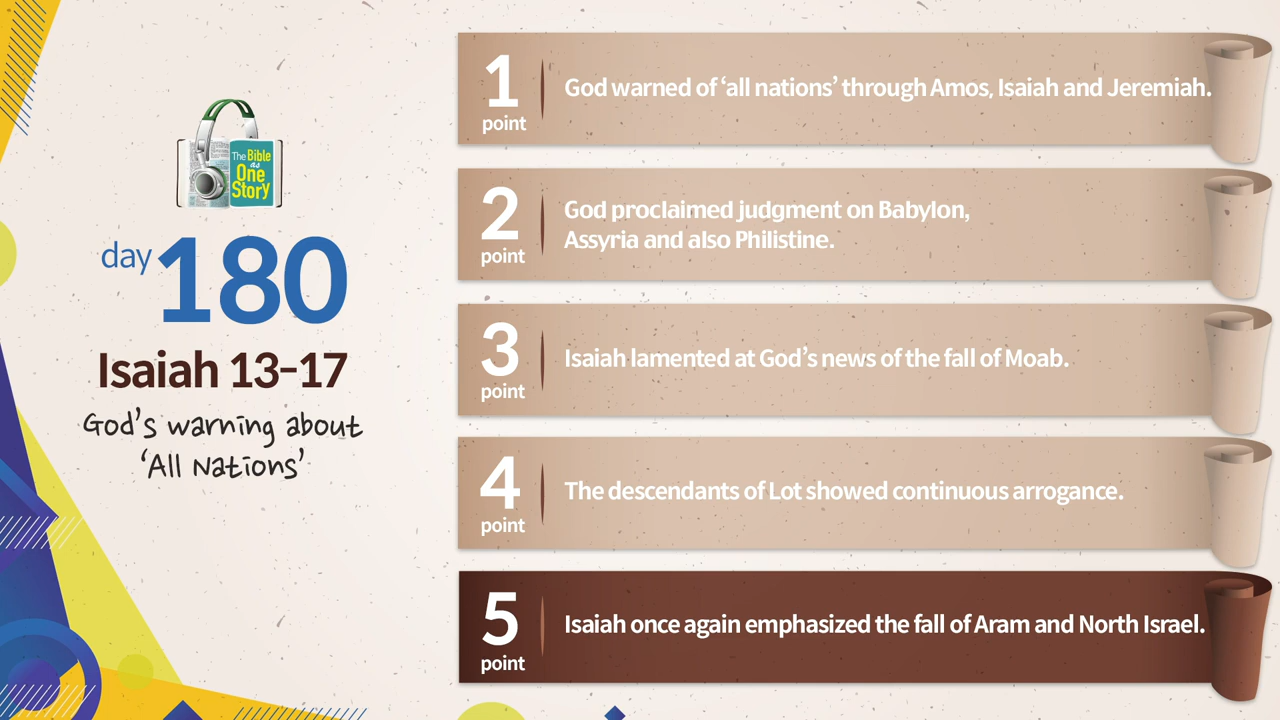 The Bible
as
One
Story
day 180
Isaiah 13-17
God's warning about
'All Nations'
1
point
God warned of 'all nations' through Amos, Isaiah and Jeremiah.
2
point
God proclaimed judgment on Babylon,
Assyria and also Philistine.
3
point
Isaiah lamented at God's news of the fall of Moab.
4
point
The descendants of Lot showed continuous arrogance.
5
point
Isaiah once again emphasized the fall of Aram and North Israel.